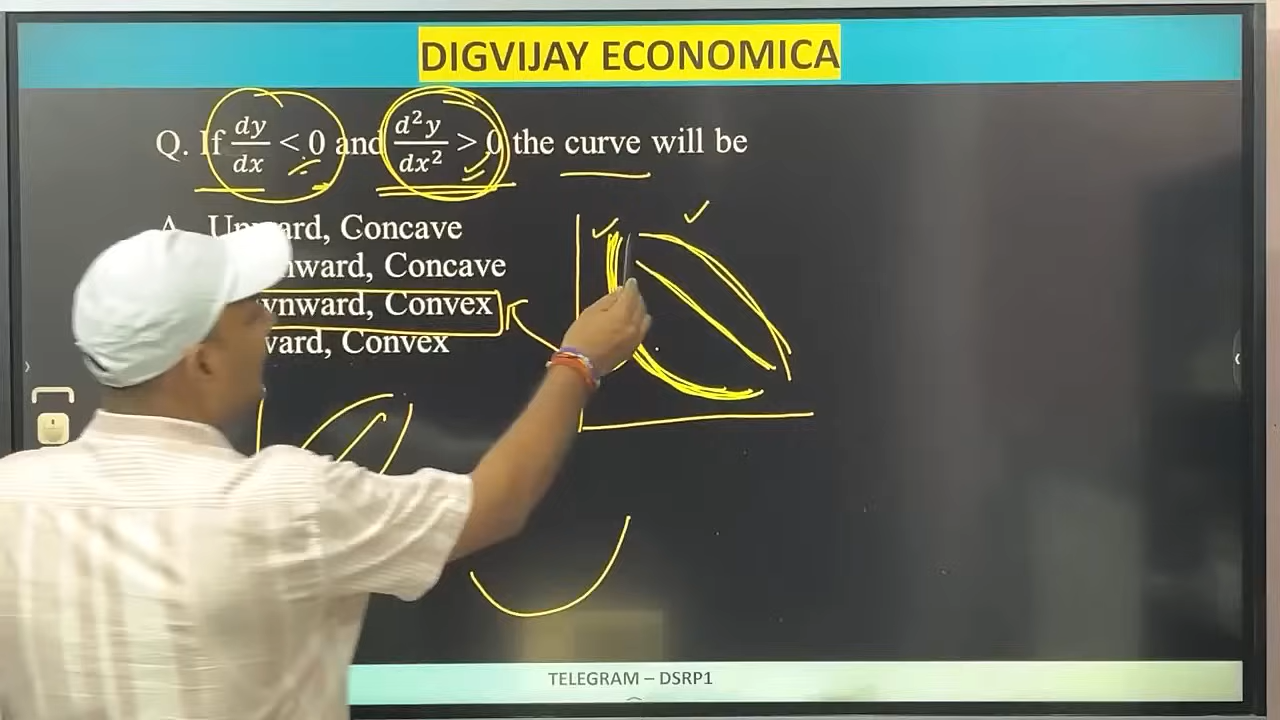 DIGVIJAY ECONOMICA
Q. If dy/dx < 0 and d²y/dx² > 0 the curve will be
A. Upward, Concave
Concave
Convex
Convex
TELEGRAM – DSRP1